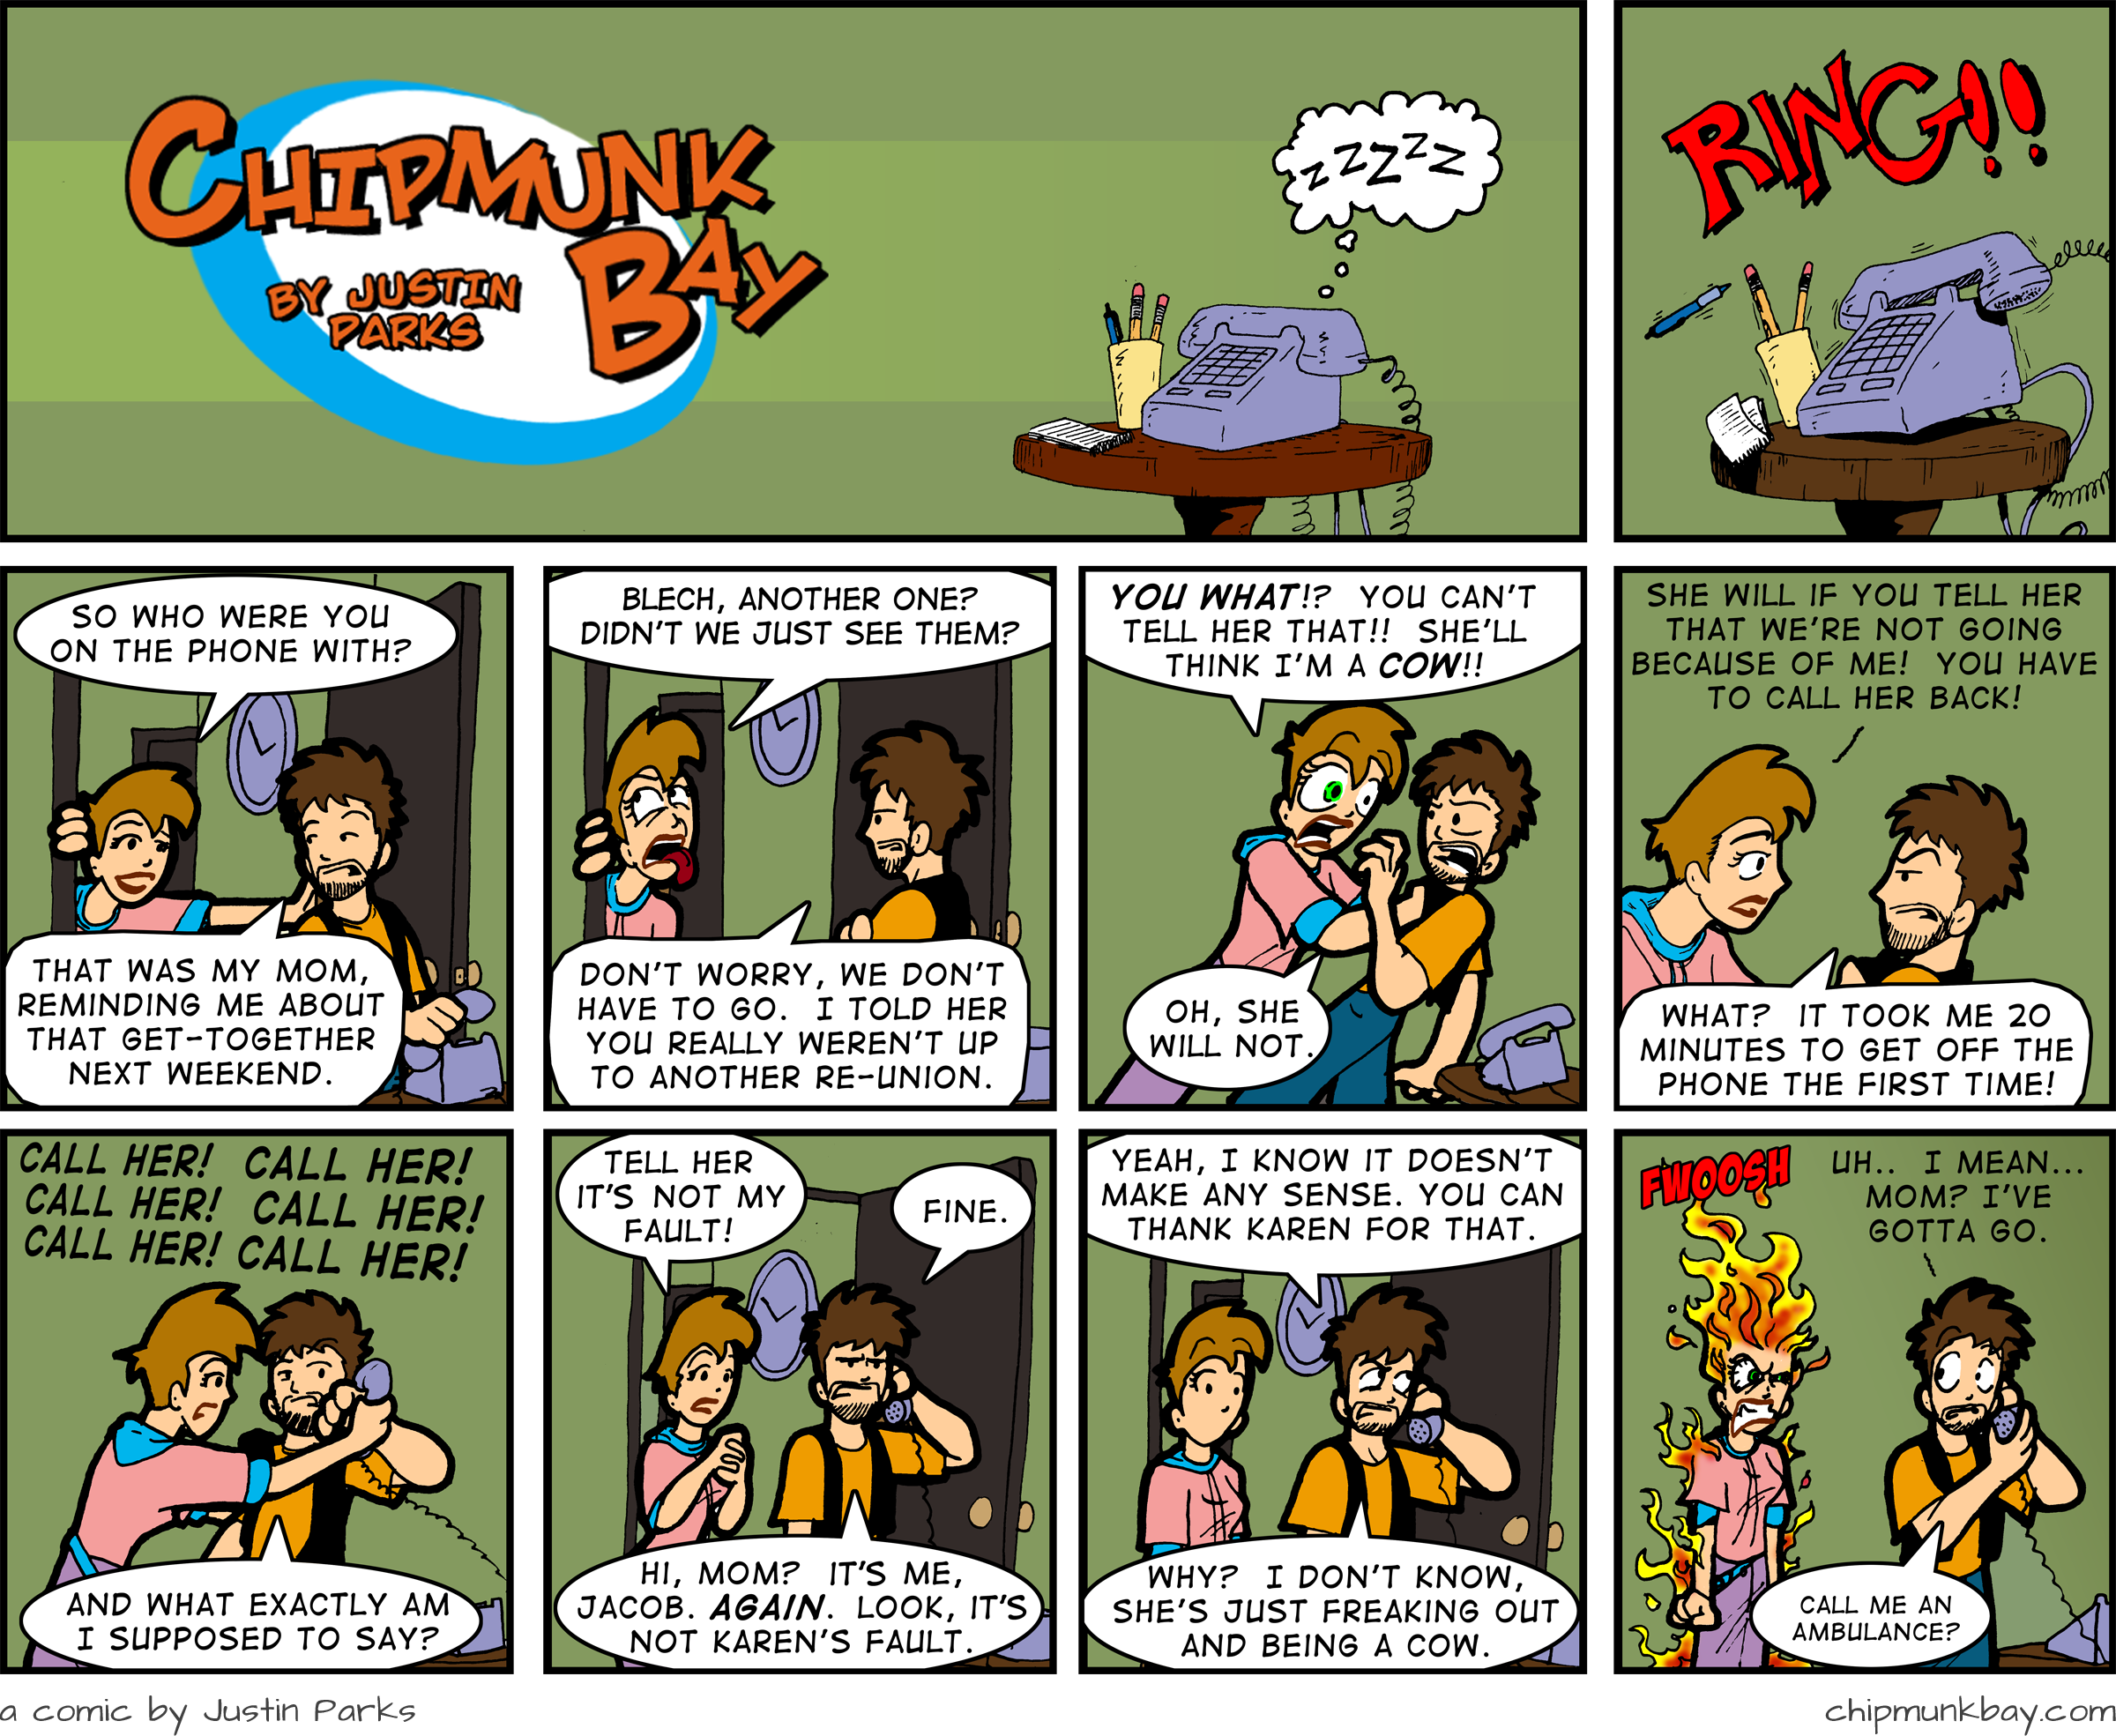 CHIPMUNK
BAY
BY JUSTIN
PARKS
ZZZZZ
RING!!
SO WHO WERE YOU
ON THE PHONE WITH?
THAT WAS MY MOM,
REMINDING ME ABOUT
THAT GET-TOGETHER
NEXT WEEKEND.
BLECH, ANOTHER ONE?
DIDN'T WE JUST SEE THEM?
DON'T WORRY, WE DON'T
HAVE TO GO. I TOLD HER
YOU REALLY WEREN'T UP
TO ANOTHER RE-UNION.
YOU WHAT!? YOU CAN'T
TELL HER THAT!! SHE'LL
THINK I'M A COW!!
OH, SHE
WILL NOT.
SHE WILL IF YOU TELL HER
THAT WE'RE NOT GOING
BECAUSE OF ME! YOU HAVE
TO CALL HER BACK!
WHAT? IT TOOK ME 20
MINUTES TO GET OFF THE
PHONE THE FIRST TIME!
CALL HER! CALL HER!
CALL HER! CALL HER!
CALL HER! CALL HER!
AND WHAT EXACTLY AM
I SUPPOSED TO SAY?
TELL HER
IT'S NOT MY
FAULT!
FINE.
HI, MOM? IT'S ME,
JACOB. AGAIN. LOOK, IT'S
NOT KAREN'S FAULT.
YEAH, I KNOW IT DOESN'T
MAKE ANY SENSE. YOU CAN
THANK KAREN FOR THAT.
WHY? I DON'T KNOW,
SHE'S JUST FREAKING OUT
AND BEING A COW.
FWOOSH
UH.. I MEAN...
MOM? I'VE
GOTTA GO.
CALL ME AN
AMBULANCE?
a comic by Justin Parks
chipmunkbay.com